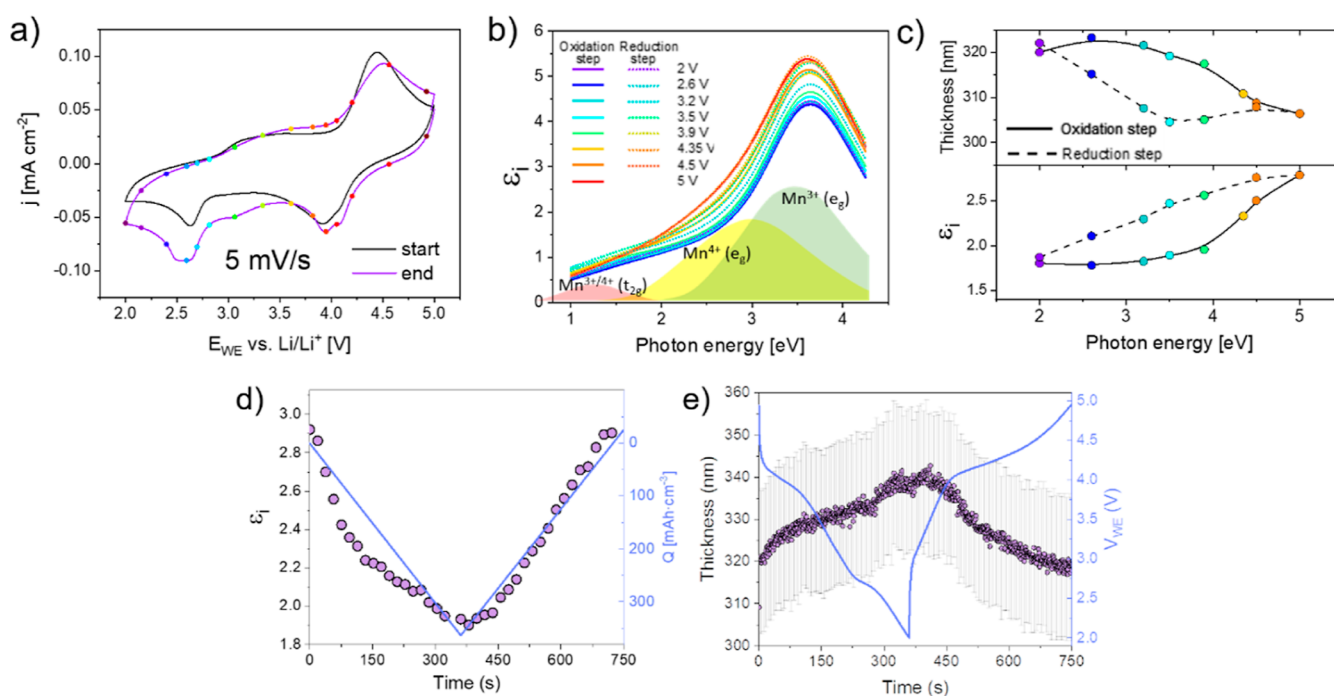 a)
0.10
0.05
0.00
-0.05
-0.10
j [mA cm⁻²]
5 mV/s
start
end
2.0 2.5 3.0 3.5 4.0 4.5 5.0
E_WE vs. Li/Li⁺ [V]
b)
6
5
4
3
2
1
0
ε_i
Oxidation Reduction
step step
2 V
2.6 V
3.2 V
3.5 V
3.9 V
4.35 V
4.5 V
5 V
Mn³⁺ (e_g)
Mn⁴⁺ (e_g)
Mn³⁺/⁴⁺ (t₂g)
1 2 3 4
Photon energy [eV]
c)
320
310
300
Thickness [nm]
Oxidation step
Reduction step
2.5
2.0
1.5
ε_i
2 3 4 5
Photon energy [eV]
d)
3.0
2.8
2.6
2.4
2.2
2.0
1.8
ε_i
0
100
200
300
Q [mAh·cm⁻³]
0 150 300 450 600 750
Time (s)
e)
360
350
340
330
320
310
300
Thickness (nm)
5.0
4.5
4.0
3.5
3.0
2.5
2.0
V_WE (V)
0 150 300 450 600 750
Time (s)